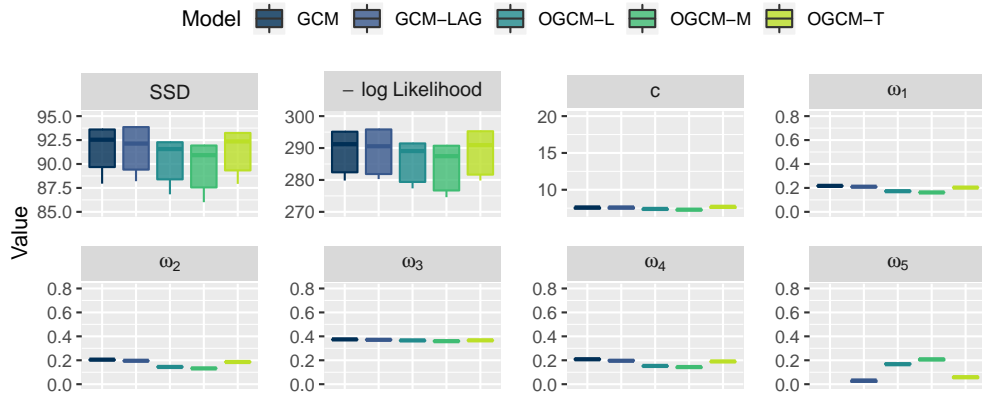 Model GCM GCM−LAG OGCM−L OGCM−M OGCM−T
SSD − log Likelihood c ω1
95.0 300 20 0.8
92.5 290 0.6
90.0 0.4
87.5 280 10 0.2
85.0 270 0.0
Value
ω2 ω3 ω4 ω5
0.8 0.8 0.8 0.8
0.6 0.6 0.6 0.6
0.4 0.4 0.4 0.4
0.2 0.2 0.2 0.2
0.0 0.0 0.0 0.0